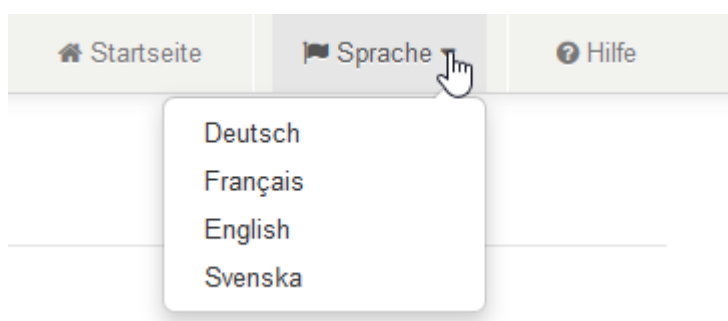 Startseite Sprache Hilfe
Deutsch
Français
English
Svenska